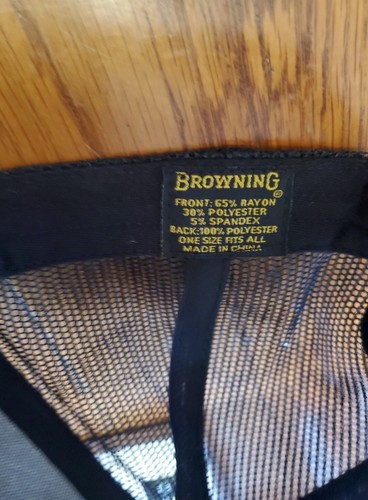 BROWNING®
FRONT: 65% RAYON
30% POLYESTER
5% SPANDEX
BACK:100% POLYESTER
ONE SIZE FITS ALL
MADE IN CHINA